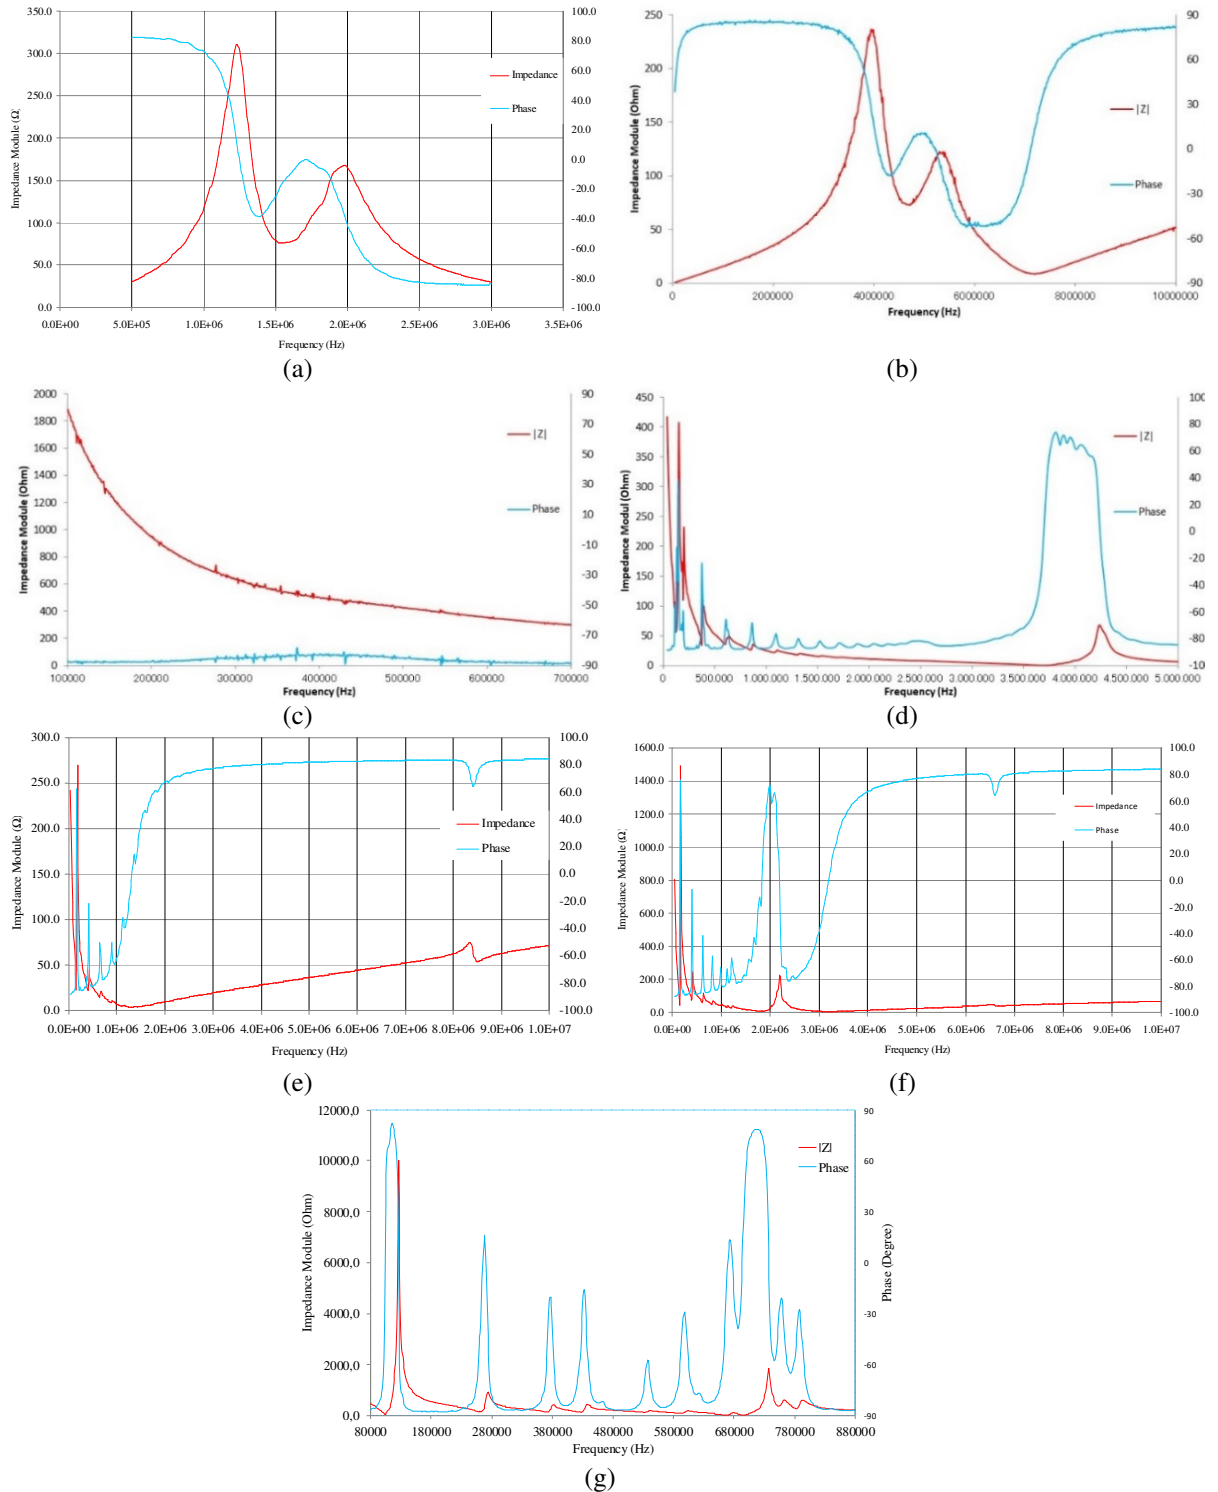 350.0
300.0
250.0
200.0
150.0
100.0
50.0
0.0
100.0
80.0
60.0
40.0
20.0
0.0
-20.0
-40.0
-60.0
-80.0
-100.0
Impedance Module (Ω)
Impedance
Phase
0.0E+00 5.0E+05 1.0E+06 1.5E+06 2.0E+06 2.5E+06 3.0E+06 3.5E+06
Frequency (Hz)
(a)
250
200
150
100
50
0
90
60
30
0
-30
-60
-90
Impedance Module (Ohm)
|Z|
Phase
0 2000000 4000000 6000000 8000000 10000000
Frequency (Hz)
(b)
2000
1800
1600
1400
1200
1000
800
600
400
200
0
90
70
50
30
10
-10
-30
-50
-70
-90
Impedance Module (Ohm)
|Z|
Phase
100000 200000 300000 400000 500000 600000 700000
Frequency (Hz)
(c)
450
400
350
300
250
200
150
100
50
0
100
80
60
40
20
0
-20
-40
-60
-80
-100
Impedance Modul (Ohm)
|Z|
Phase
0 500.000 1.000.000 1.500.000 2.000.000 2.500.000 3.000.000 3.500.000 4.000.000 4.500.000 5.000.000
Frequency (Hz)
(d)
300.0
250.0
200.0
150.0
100.0
50.0
0.0
100.0
80.0
60.0
40.0
20.0
0.0
-20.0
-40.0
-60.0
-80.0
-100.0
Impedance Module (Ω)
Impedance
Phase
0.0E+00 1.0E+06 2.0E+06 3.0E+06 4.0E+06 5.0E+06 6.0E+06 7.0E+06 8.0E+06 9.0E+06 1.0E+07
Frequency (Hz)
(e)
1600.0
1400.0
1200.0
1000.0
800.0
600.0
400.0
200.0
0.0
100.0
80.0
60.0
40.0
20.0
0.0
-20.0
-40.0
-60.0
-80.0
-100.0
Impedance Module (Ω)
Impedance
Phase
0.0E+00 1.0E+06 2.0E+06 3.0E+06 4.0E+06 5.0E+06 6.0E+06 7.0E+06 8.0E+06 9.0E+06 1.0E+07
Frequency (Hz)
(f)
12000,0
10000,0
8000,0
6000,0
4000,0
2000,0
0,0
90
60
30
0
-30
-60
-90
Impedance Module (Ohm)
Phase (Degree)
|Z|
Phase
80000 180000 280000 380000 480000 580000 680000 780000 880000
Frequency (Hz)
(g)